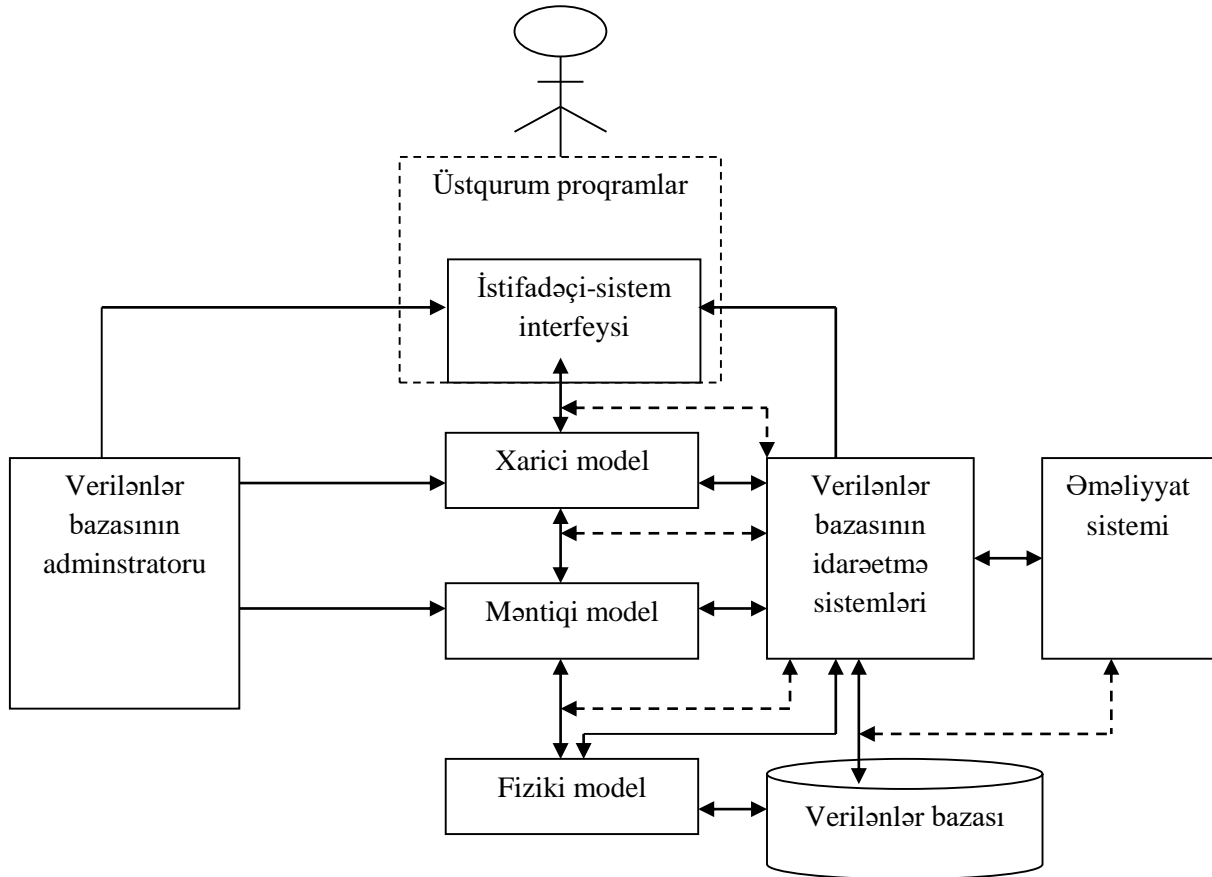 Üstqurum proqramlar
İstifadəçi-sistem
interfeysi
Xarici model
Verilənlər
bazasının
adminstratoru
Verilənlər
bazasının
idarəetmə
sistemləri
Əməliyyat
sistemi
Məntiqi model
Fiziki model
Verilənlər bazası